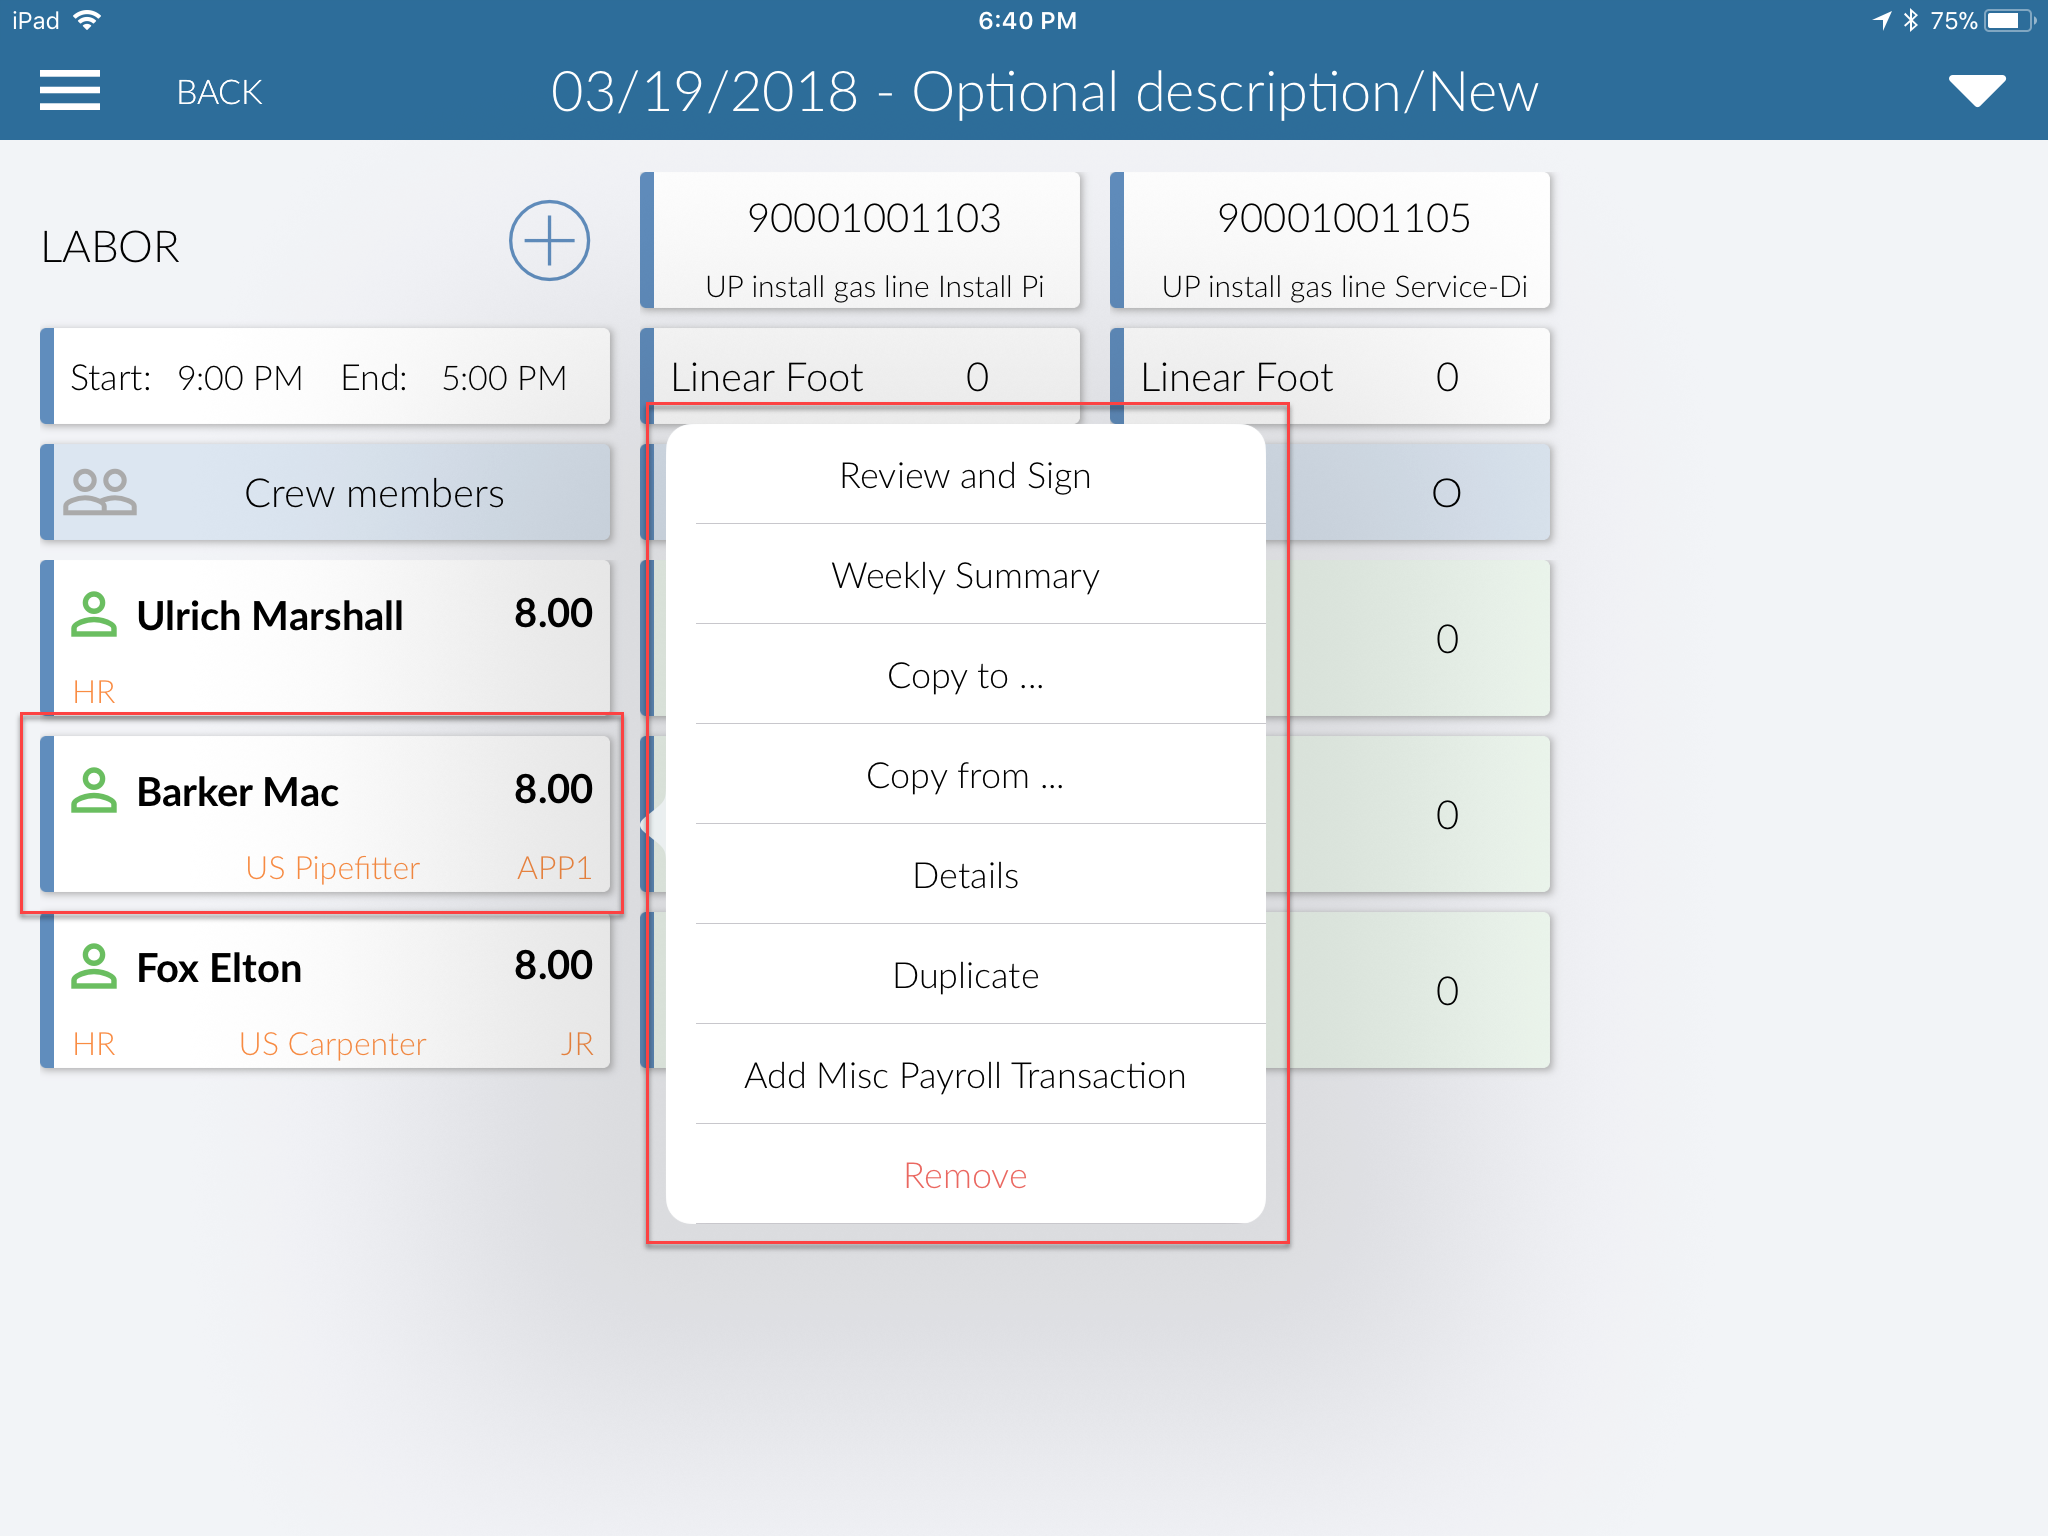 iPad 6:40 PM 75%
BACK 03/19/2018 - Optional description/New
LABOR
90001001103
UP install gas line Install Pi
90001001105
UP install gas line Service-Di
Start: 9:00 PM End: 5:00 PM
Linear Foot 0
Linear Foot 0
Crew members
O
Ulrich Marshall 8.00
HR
0
Barker Mac 8.00
US Pipefitter APP1
0
Fox Elton 8.00
HR US Carpenter JR
0
Review and Sign
Weekly Summary
Copy to ...
Copy from ...
Details
Duplicate
Add Misc Payroll Transaction
Remove